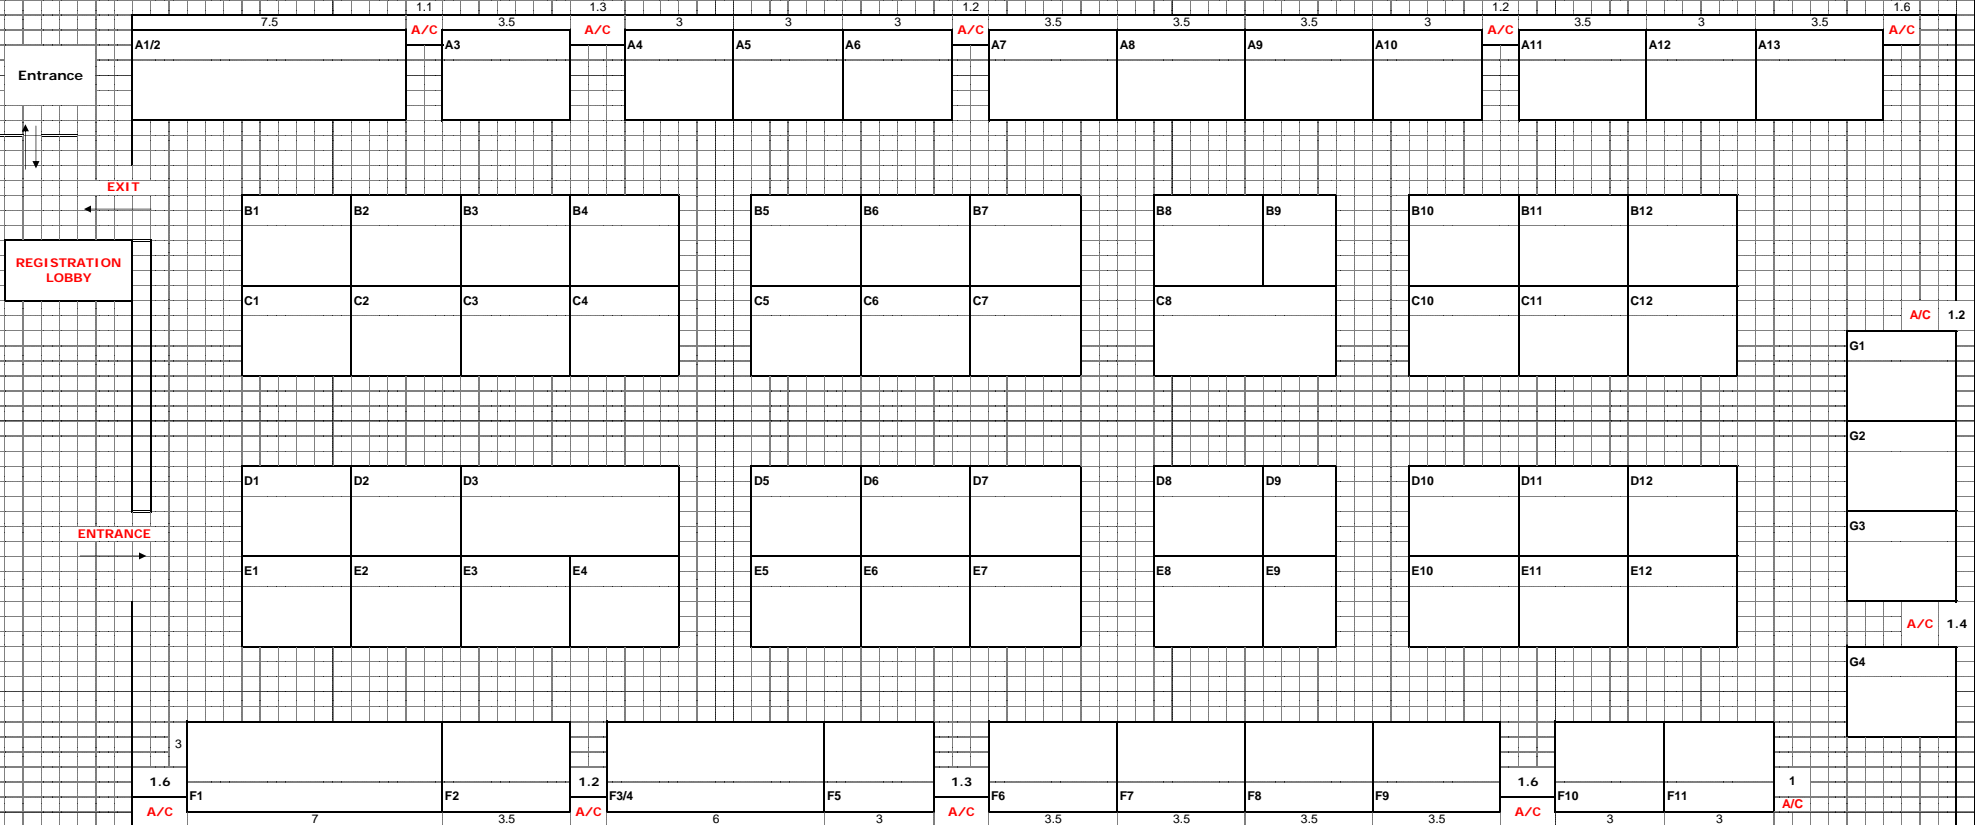 1.1 1.3 1.2 1.2 1.6
7.5 3.5 3 3 3 3.5 3.5 3.5 3 3.5 3 3.5
A/C A/C A/C A/C A/C
A1/2 A3 A4 A5 A6 A7 A8 A9 A10 A11 A12 A13
Entrance
EXIT
B1 B2 B3 B4 B5 B6 B7 B8 B9 B10 B11 B12
REGISTRATION
LOBBY
C1 C2 C3 C4 C5 C6 C7 C8 C10 C11 C12
A/C 1.2
G1
G2
D1 D2 D3 D5 D6 D7 D8 D9 D10 D11 D12
G3
ENTRANCE
E1 E2 E3 E4 E5 E6 E7 E8 E9 E10 E11 E12
A/C 1.4
G4
3
1.6 1.2 1.3 1.6 1
F1 F2 F3/4 F5 F6 F7 F8 F9 F10 F11
A/C A/C A/C A/C A/C
7 3.5 6 3 3.5 3.5 3.5 3.5 3 3